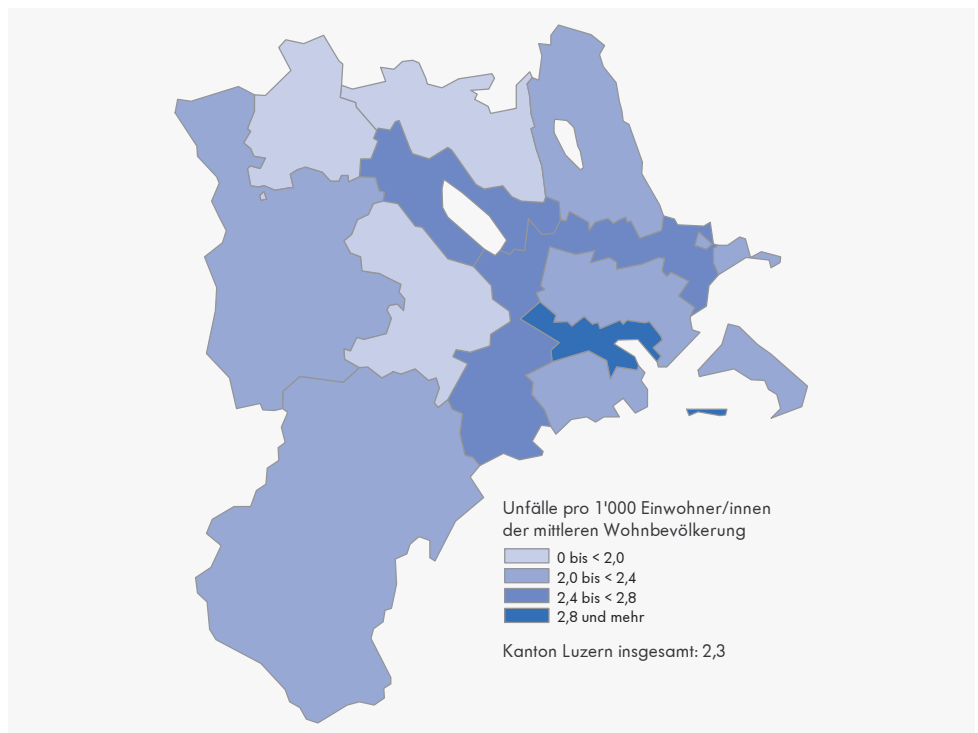 Unfälle pro 1'000 Einwohner/innen
der mittleren Wohnbevölkerung
0 bis < 2,0
2,0 bis < 2,4
2,4 bis < 2,8
2,8 und mehr
Kanton Luzern insgesamt: 2,3